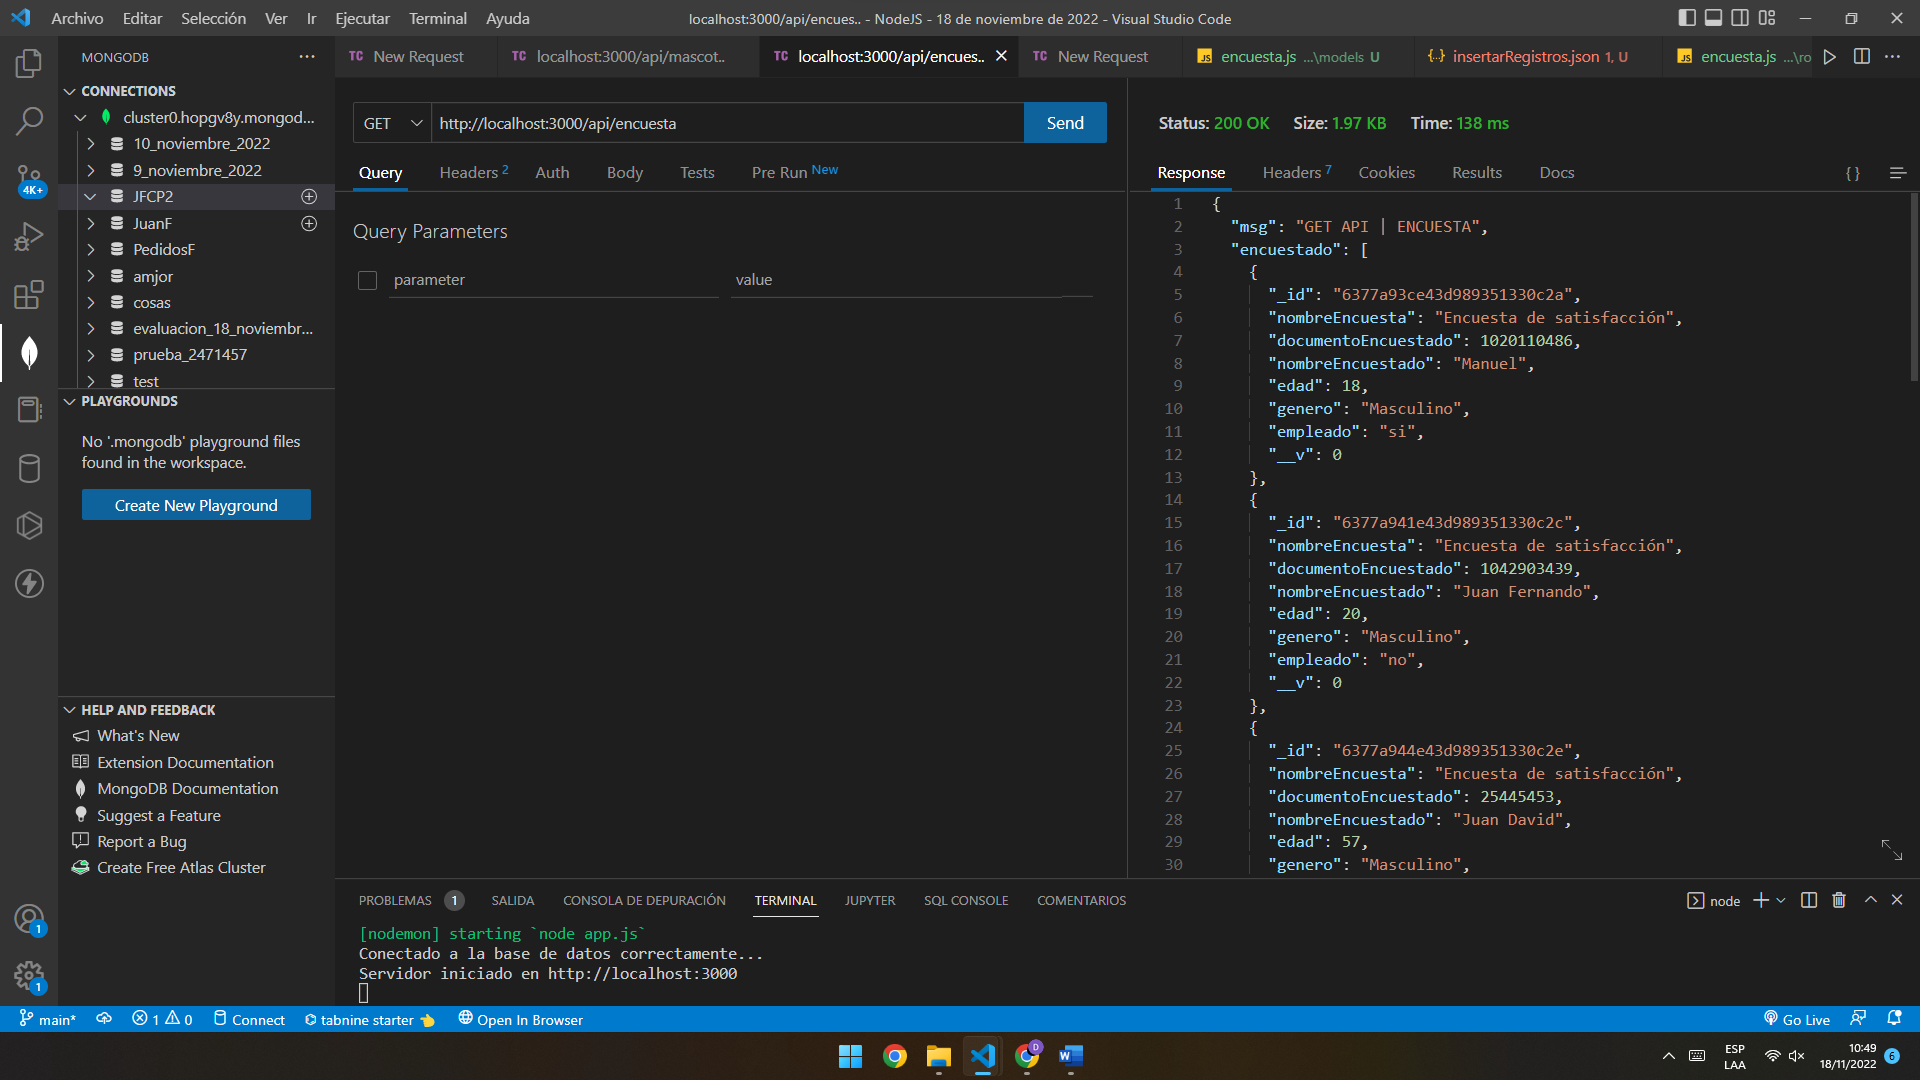 Archivo Editar Selección Ver Ir Ejecutar Terminal Ayuda
localhost:3000/api/encues.. - NodeJS - 18 de noviembre de 2022 - Visual Studio Code
MONGODB
TC New Request
TC localhost:3000/api/mascot..
TC localhost:3000/api/encues..
TC New Request
JS encuesta.js ...\models U
{·} insertarRegistros.json 1, U
JS encuesta.js ...\ro
CONNECTIONS
cluster0.hopgv8y.mongod...
10_noviembre_2022
9_noviembre_2022
JFCP2
JuanF
PedidosF
amjor
cosas
evaluacion_18_noviembr...
prueba_2471457
test
4K+
PLAYGROUNDS
No '.mongodb' playground files
found in the workspace.
Create New Playground
HELP AND FEEDBACK
What's New
Extension Documentation
MongoDB Documentation
Suggest a Feature
Report a Bug
Create Free Atlas Cluster
1
1
GET http://localhost:3000/api/encuesta Send
Query Headers 2 Auth Body Tests Pre Run New
Query Parameters
parameter value
Status: 200 OK Size: 1.97 KB Time: 138 ms
Response Headers 7 Cookies Results Docs { }
1 {
2 "msg": "GET API | ENCUESTA",
3 "encuestado": [
4 {
5 "_id": "6377a93ce43d989351330c2a",
6 "nombreEncuesta": "Encuesta de satisfacción",
7 "documentoEncuestado": 1020110486,
8 "nombreEncuestado": "Manuel",
9 "edad": 18,
10 "genero": "Masculino",
11 "empleado": "si",
12 "__v": 0
13 },
14 {
15 "_id": "6377a941e43d989351330c2c",
16 "nombreEncuesta": "Encuesta de satisfacción",
17 "documentoEncuestado": 1042903439,
18 "nombreEncuestado": "Juan Fernando",
19 "edad": 20,
20 "genero": "Masculino",
21 "empleado": "no",
22 "__v": 0
23 },
24 {
25 "_id": "6377a944e43d989351330c2e",
26 "nombreEncuesta": "Encuesta de satisfacción",
27 "documentoEncuestado": 25445453,
28 "nombreEncuestado": "Juan David",
29 "edad": 57,
30 "genero": "Masculino",
PROBLEMAS 1 SALIDA CONSOLA DE DEPURACIÓN TERMINAL JUPYTER SQL CONSOLE COMENTARIOS
node
[nodemon] starting `node app.js`
Conectado a la base de datos correctamente...
Servidor iniciado en http://localhost:3000
main* 1 0 Connect tabnine starter Open In Browser
Go Live
D
W
ESP
LAA
10:49
18/11/2022
6